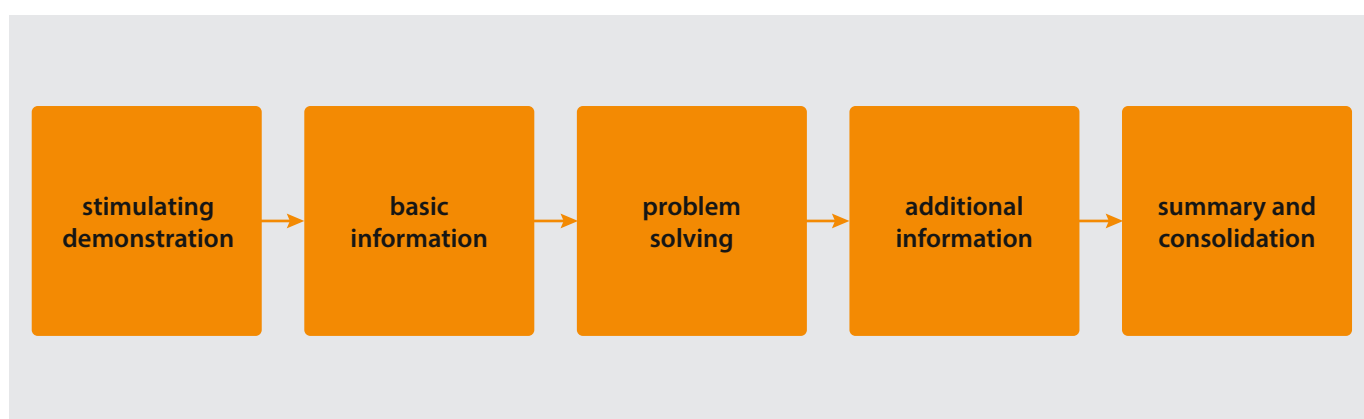 stimulating
demonstration
basic
information
problem
solving
additional
information
summary and
consolidation